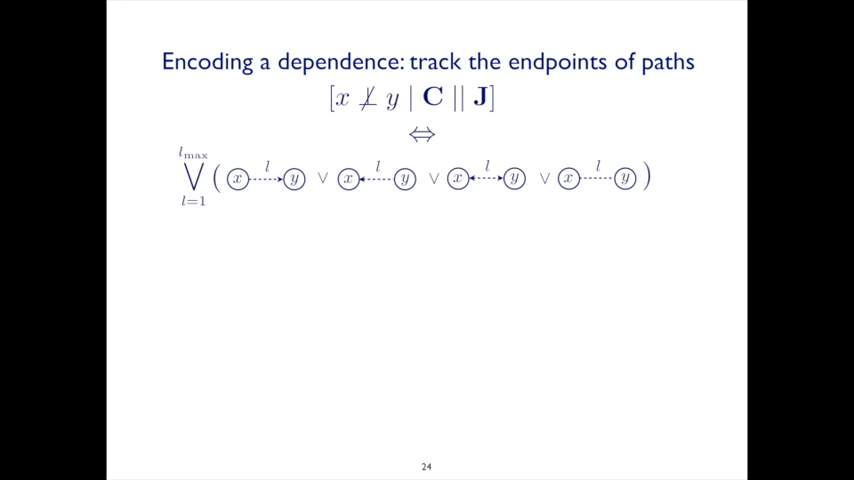 Encoding a dependence: track the endpoints of paths
[x ⊥̸ y | C || J]
⇔
l_max
l l l l
⋁ ( x y ∨ x y ∨ x y ∨ x y )
l=1
24